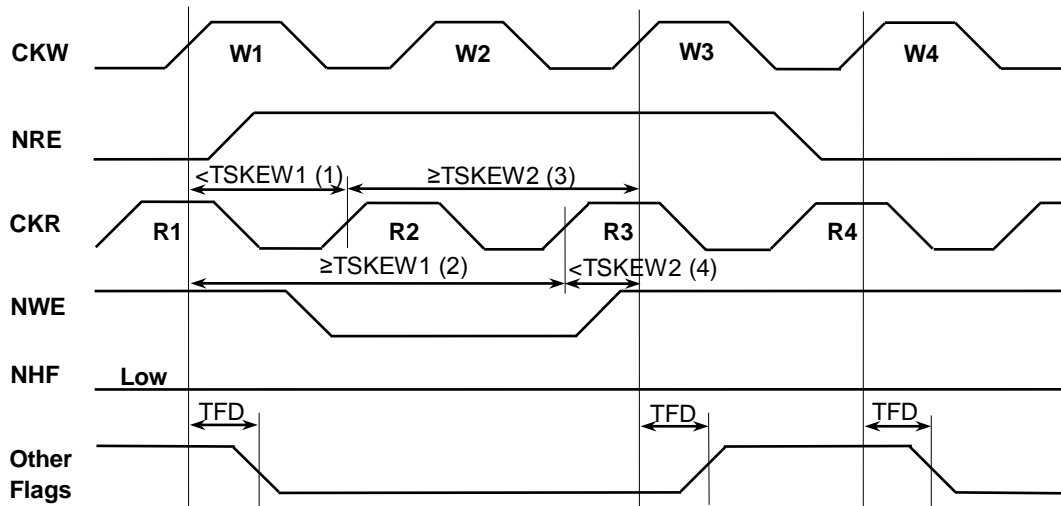 CKW W1 W2 W3 W4
NRE
<TSKEW1 (1) ≥TSKEW2 (3)
CKR R1 R2 R3 R4
≥TSKEW1 (2) <TSKEW2 (4)
NWE
NHF Low
TFD TFD TFD
Other
Flags